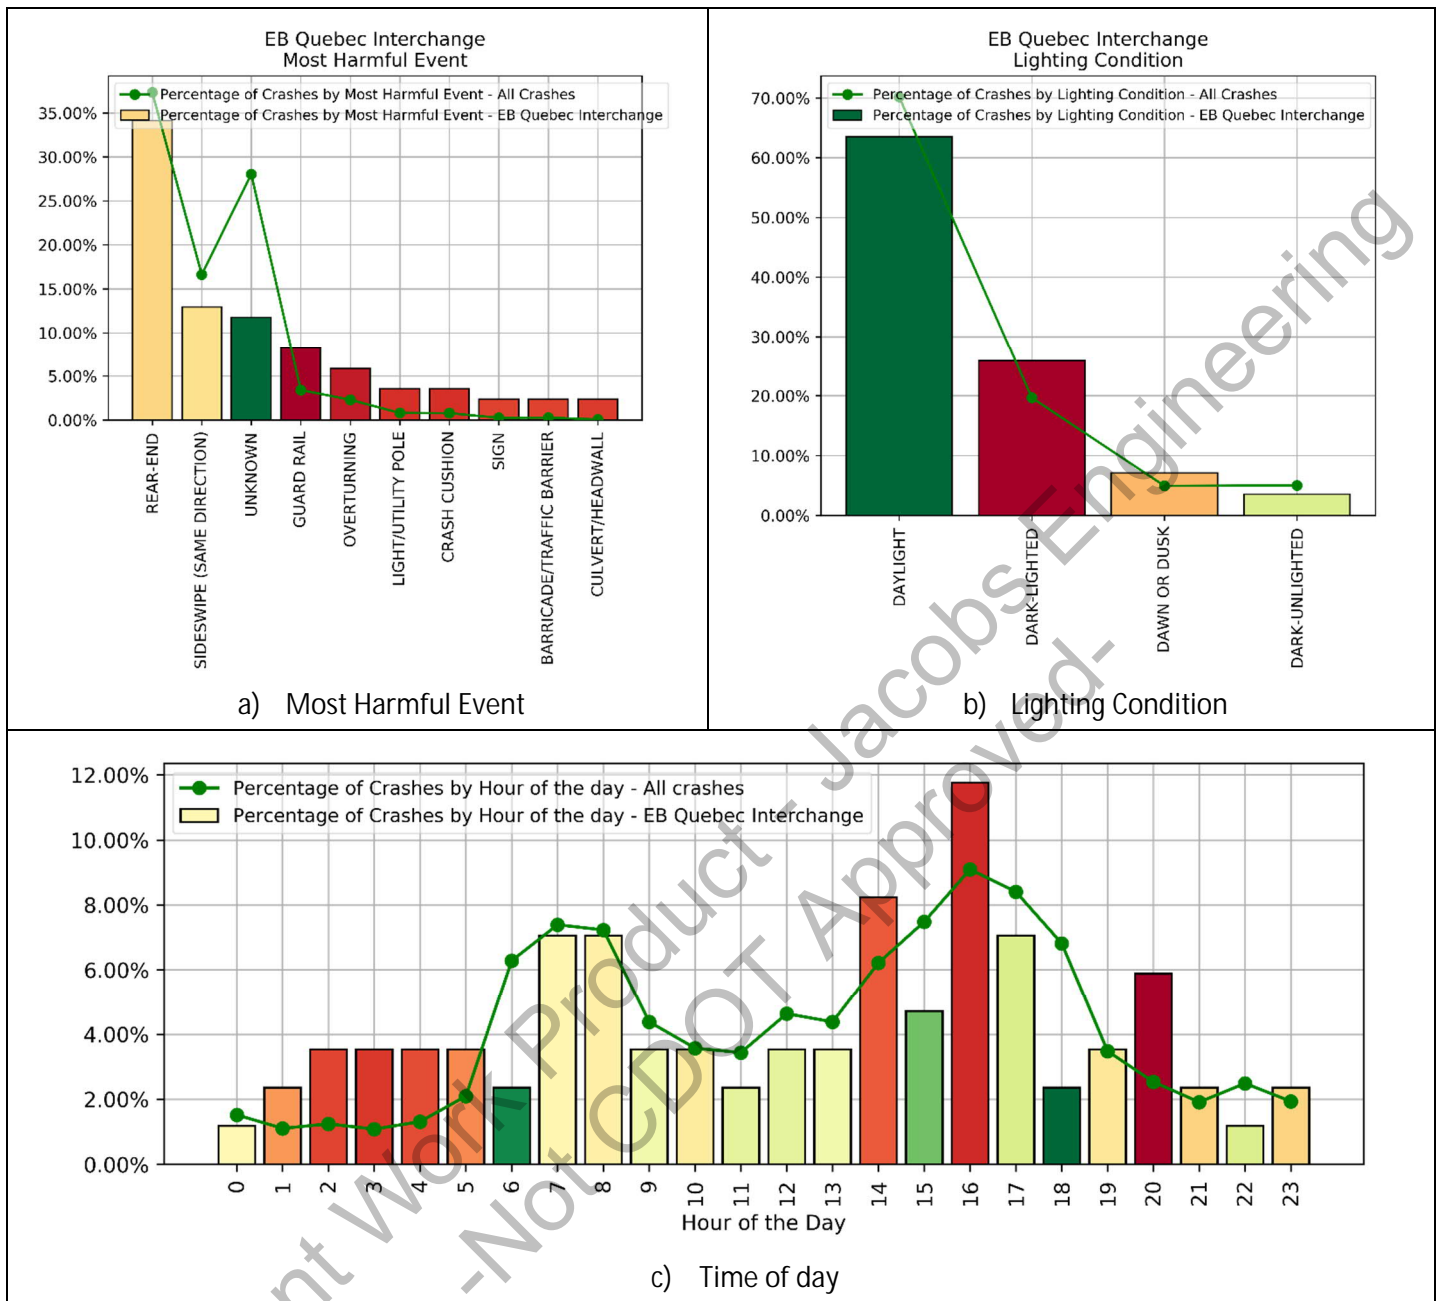 EB Quebec Interchange
Most Harmful Event
Percentage of Crashes by Most Harmful Event - All Crashes
Percentage of Crashes by Most Harmful Event - EB Quebec Interchange
35.00%
30.00%
25.00%
20.00%
15.00%
10.00%
5.00%
0.00%
REAR-END
SIDESWIPE (SAME DIRECTION)
UNKNOWN
GUARD RAIL
OVERTURNING
LIGHT/UTILITY POLE
CRASH CUSHION
SIGN
BARRICADE/TRAFFIC BARRIER
CULVERT/HEADWALL
a) Most Harmful Event
EB Quebec Interchange
Lighting Condition
Percentage of Crashes by Lighting Condition - All Crashes
Percentage of Crashes by Lighting Condition - EB Quebec Interchange
70.00%
60.00%
50.00%
40.00%
30.00%
20.00%
10.00%
0.00%
DAYLIGHT
DARK-LIGHTED
DAWN OR DUSK
DARK-UNLIGHTED
b) Lighting Condition
Percentage of Crashes by Hour of the day - All crashes
Percentage of Crashes by Hour of the day - EB Quebec Interchange
12.00%
10.00%
8.00%
6.00%
4.00%
2.00%
0.00%
0 1 2 3 4 5 6 7 8 9 10 11 12 13 14 15 16 17 18 19 20 21 22 23
Hour of the Day
c) Time of day
Work Product - Jacobs Engineering
-Not CDOT Approved-